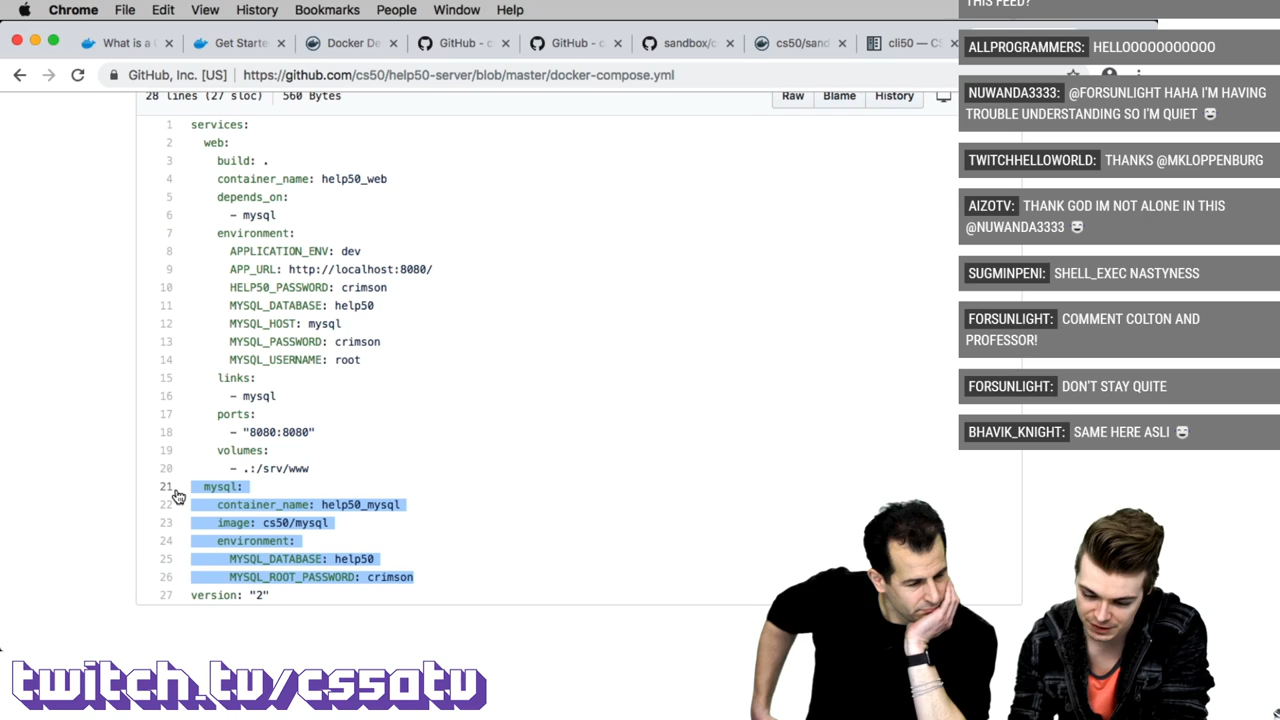 Chrome File Edit View History Bookmarks People Window Help
THIS FEED?
What is a C Get Starte Docker De GitHub - c GitHub - c sandbox/c cs50/sand cli50 — CS
GitHub, Inc. [US] https://github.com/cs50/help50-server/blob/master/docker-compose.yml
28 lines (27 sloc) 560 Bytes Raw Blame History
1 services:
2 web:
3 build: .
4 container_name: help50_web
5 depends_on:
6 - mysql
7 environment:
8 APPLICATION_ENV: dev
9 APP_URL: http://localhost:8080/
10 HELP50_PASSWORD: crimson
11 MYSQL_DATABASE: help50
12 MYSQL_HOST: mysql
13 MYSQL_PASSWORD: crimson
14 MYSQL_USERNAME: root
15 links:
16 - mysql
17 ports:
18 - "8080:8080"
19 volumes:
20 - .:/srv/www
21 mysql:
22 container_name: help50_mysql
23 image: cs50/mysql
24 environment:
25 MYSQL_DATABASE: help50
26 MYSQL_ROOT_PASSWORD: crimson
27 version: "2"
ALLPROGRAMMERS: HELLOOOOOOOOOO
NUWANDA3333: @FORSUNLIGHT HAHA I'M HAVING
TROUBLE UNDERSTANDING SO I'M QUIET
TWITCHHELLOWORLD: THANKS @MKLOPPENBURG
AIZOTV: THANK GOD IM NOT ALONE IN THIS
@NUWANDA3333
SUGMINPENI: SHELL_EXEC NASTYNESS
FORSUNLIGHT: COMMENT COLTON AND
PROFESSOR!
FORSUNLIGHT: DON'T STAY QUITE
BHAVIK_KNIGHT: SAME HERE ASLI
twitch.tv/cs50tv